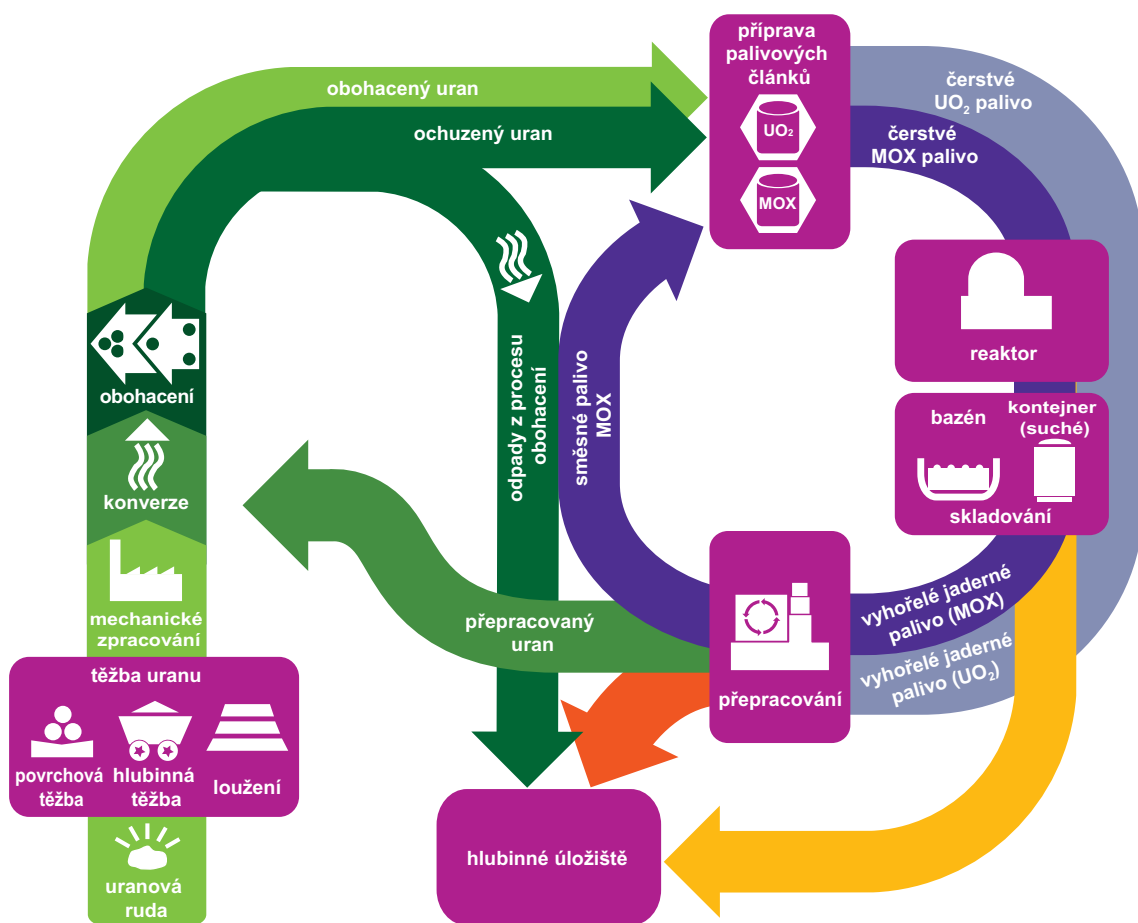 příprava
palivových
článků
UO₂
MOX
obohacený uran
ochuzený uran
čerstvé
UO₂ palivo
čerstvé
MOX palivo
reaktor
bazén
kontejner
(suché)
skladování
obohacení
konverze
mechanické
zpracování
těžba uranu
povrchová
těžba
hlubinná
těžba
loužení
uranová
ruda
odpady z procesu
obohacení
směsné palivo
MOX
přepracovaný
uran
přepracování
vyhořelé jaderné
palivo (MOX)
vyhořelé jaderné
palivo (UO₂)
hlubinné úložiště